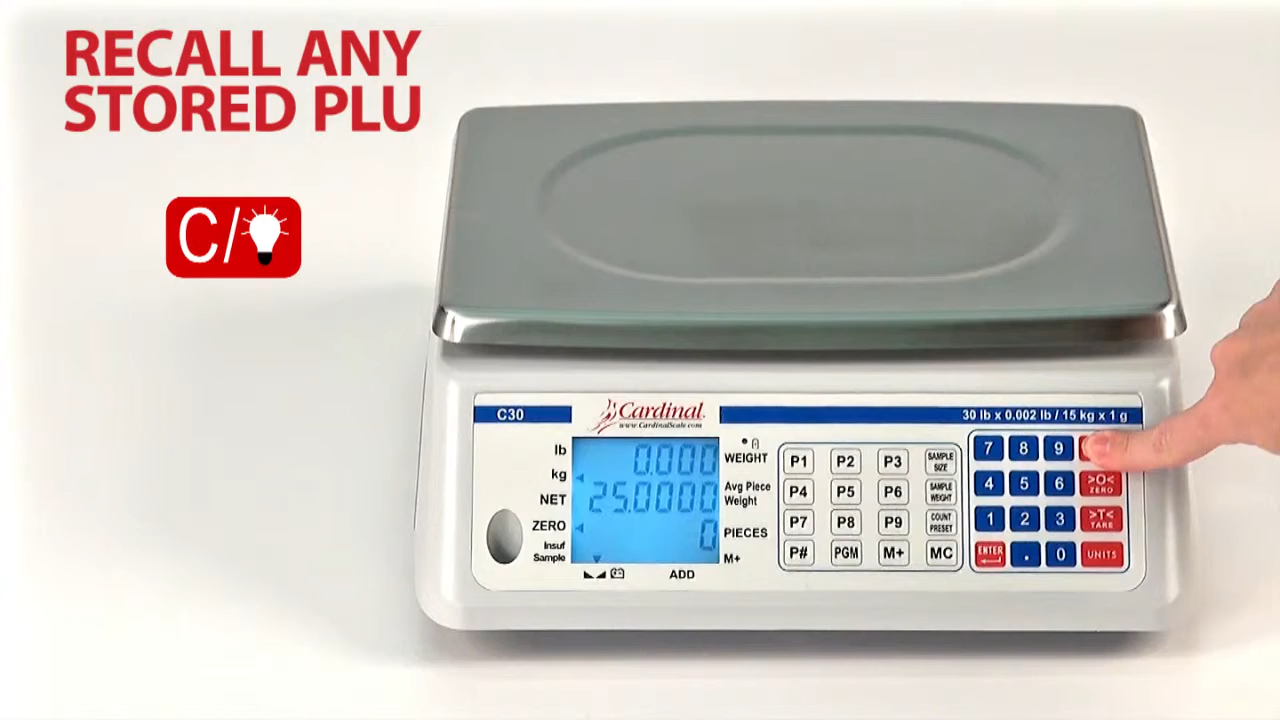 RECALL ANY
STORED PLU
C/
C30
Cardinal
www.CardinalScale.com
30 lb x 0.002 lb / 15 kg x 1 g
lb
kg
NET
ZERO
Insuf
Sample
0.000
25.0000
0
WEIGHT
Avg Piece
Weight
PIECES
M+
ADD
P1 P2 P3 SAMPLE SIZE
P4 P5 P6 SAMPLE WEIGHT
P7 P8 P9 COUNT PRESET
P# PGM M+ MC
7 8 9
4 5 6 >O< ZERO
1 2 3 >T< TARE
ENTER . 0 UNITS